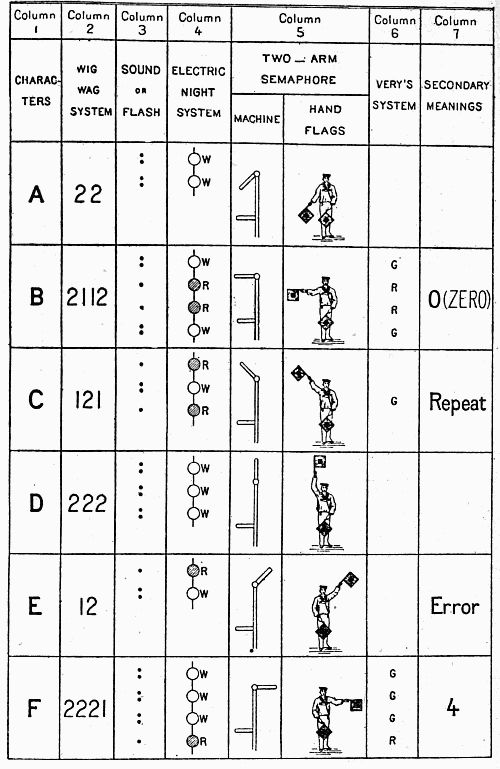 Column 1
Column 2
Column 3
Column 4
Column 5
Column 6
Column 7
CHARAC-
TERS
WIG
WAG
SYSTEM
SOUND
OR
FLASH
ELECTRIC
NIGHT
SYSTEM
TWO - ARM
SEMAPHORE
MACHINE
HAND
FLAGS
VERY'S
SYSTEM
SECONDARY
MEANINGS
A
22
W
W
B
2112
W
R
R
W
G
R
R
G
O (ZERO)
C
121
R
W
R
G
Repeat
D
222
W
W
W
E
12
R
W
Error
F
2221
W
W
W
R
G
G
G
R
4